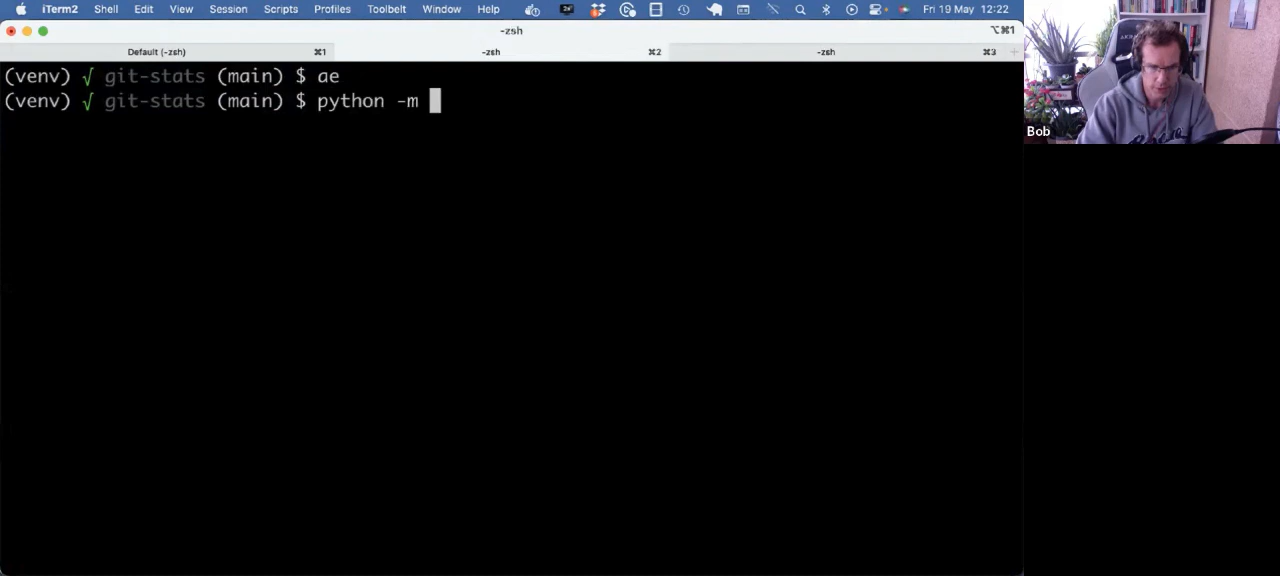 iTerm2 Shell Edit View Session Scripts Profiles Toolbelt Window Help Fri 19 May 12:22
-zsh ⌥⌘1
Default (-zsh) ⌘1 -zsh ⌘2 -zsh ⌘3
(venv) √ git-stats (main) $ ae
(venv) √ git-stats (main) $ python -m
Bob